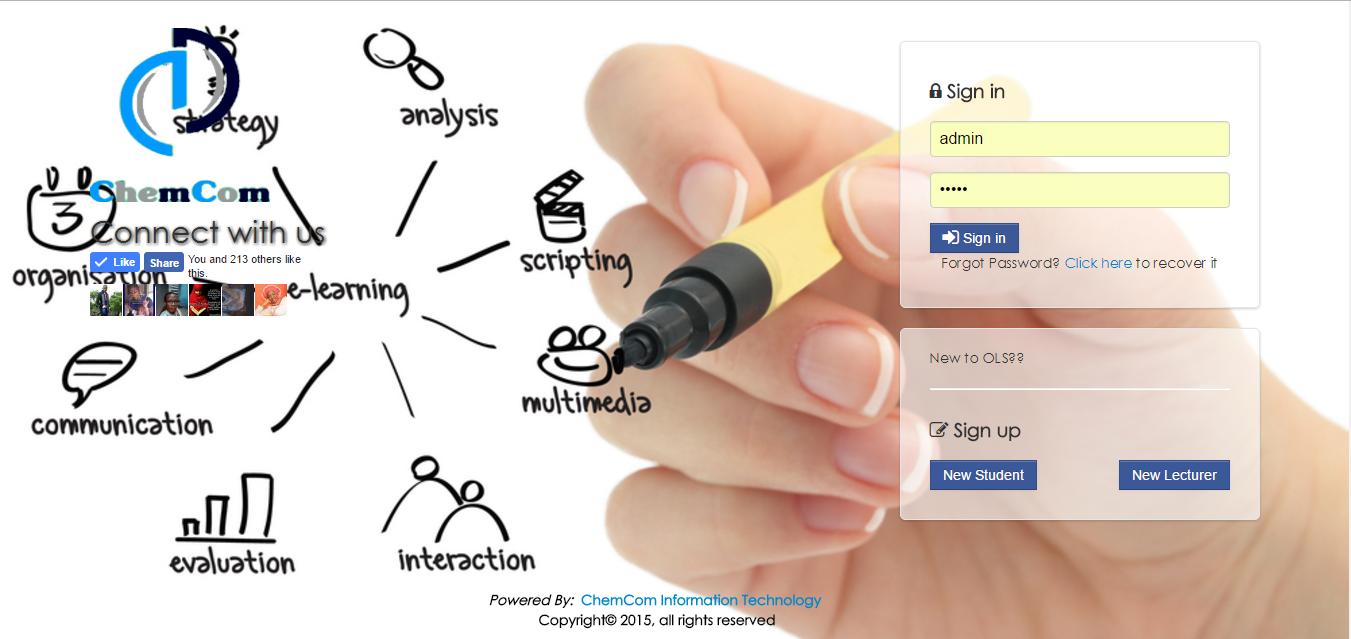 strategy
analysis
3
ChemCom
Connect with us
organisation
Like
Share
You and 213 others like
this.
e-learning
scripting
multimedia
communication
evaluation
interaction
Sign in
admin
•••••
Sign in
Forgot Password? Click here to recover it
New to OLS??
Sign up
New Student
New Lecturer
Powered By: ChemCom Information Technology
Copyright© 2015, all rights reserved